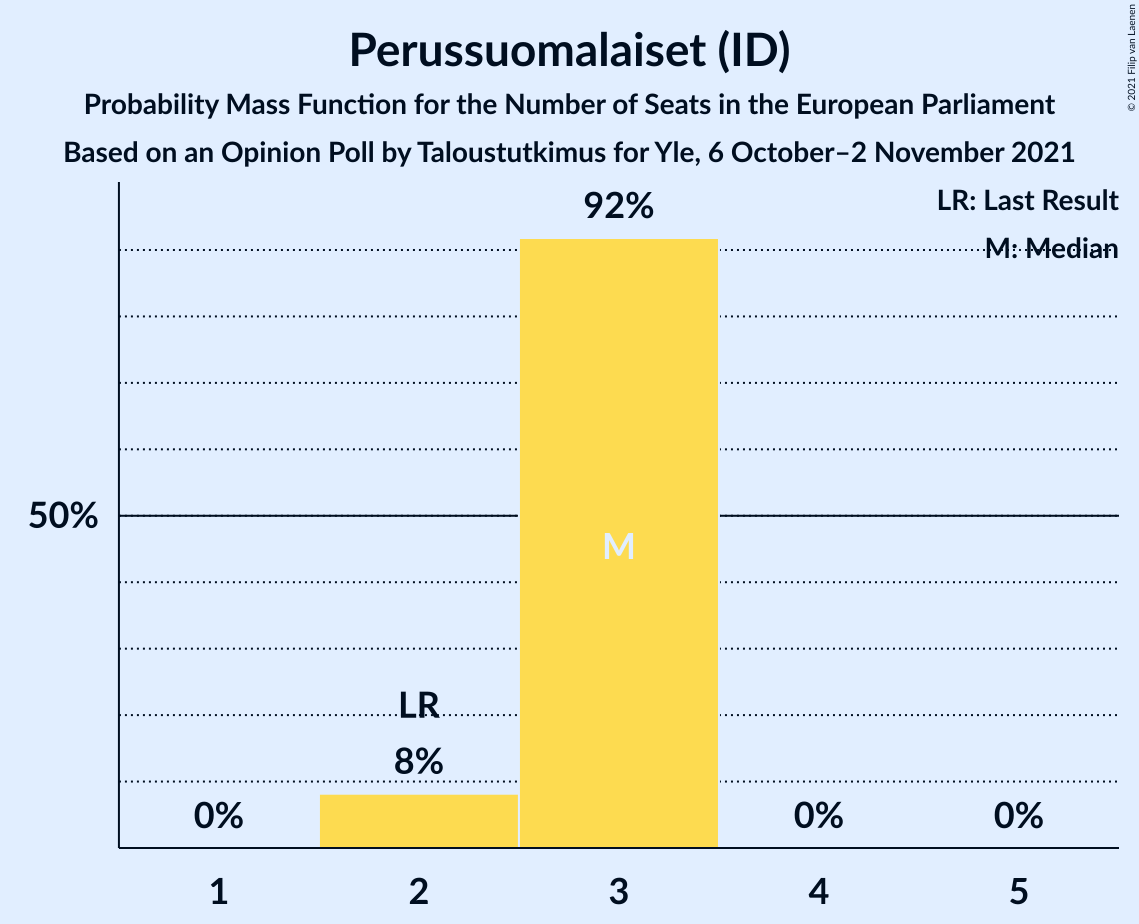 Perussuomalaiset (ID)
Probability Mass Function for the Number of Seats in the European Parliament
Based on an Opinion Poll by Taloustutkimus for Yle, 6 October–2 November 2021
© 2021 Filip van Laenen
LR: Last Result
M: Median
92%
50%
M
LR
8%
0%
0%
0%
1
2
3
4
5